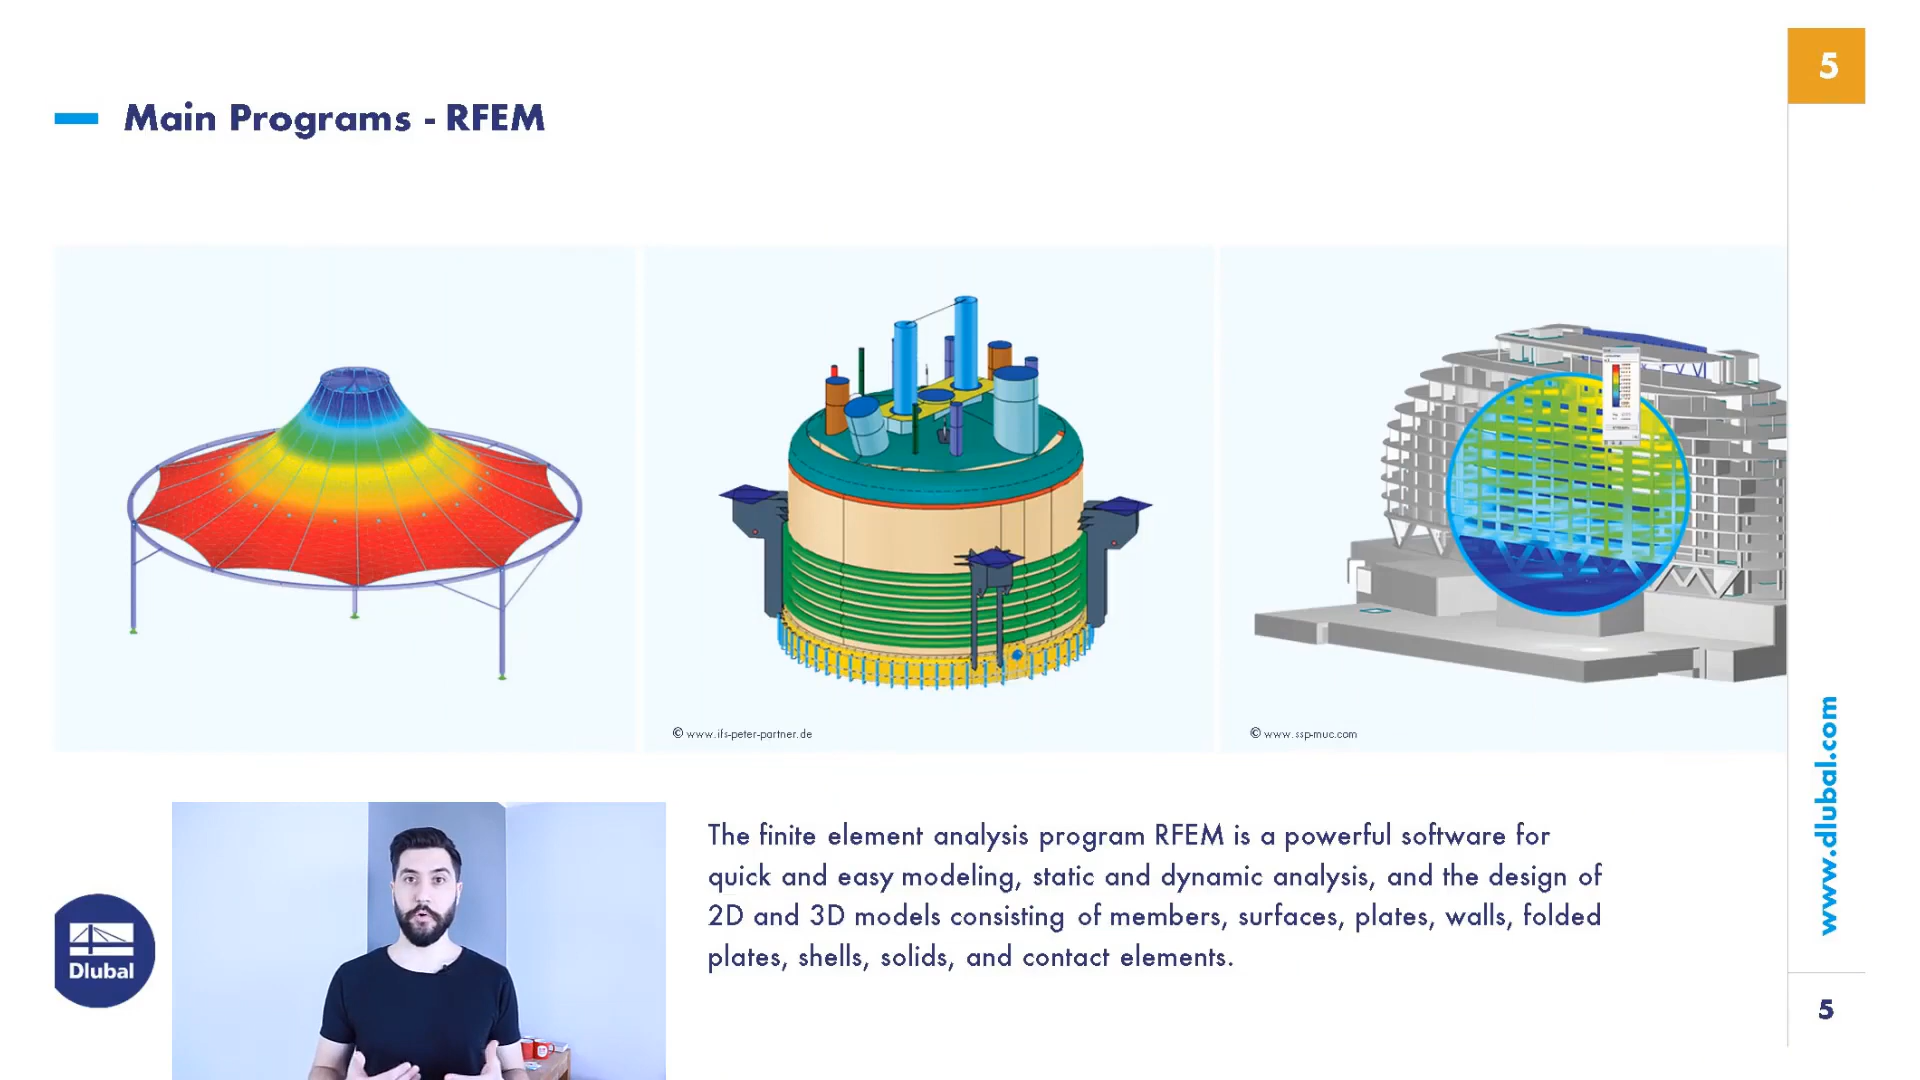 5
Main Programs - RFEM
© www.ifs-peter-partner.de
© www.ssp-muc.com
The finite element analysis program RFEM is a powerful software for
quick and easy modeling, static and dynamic analysis, and the design of
2D and 3D models consisting of members, surfaces, plates, walls, folded
plates, shells, solids, and contact elements.
Dlubal
www.dlubal.com
5